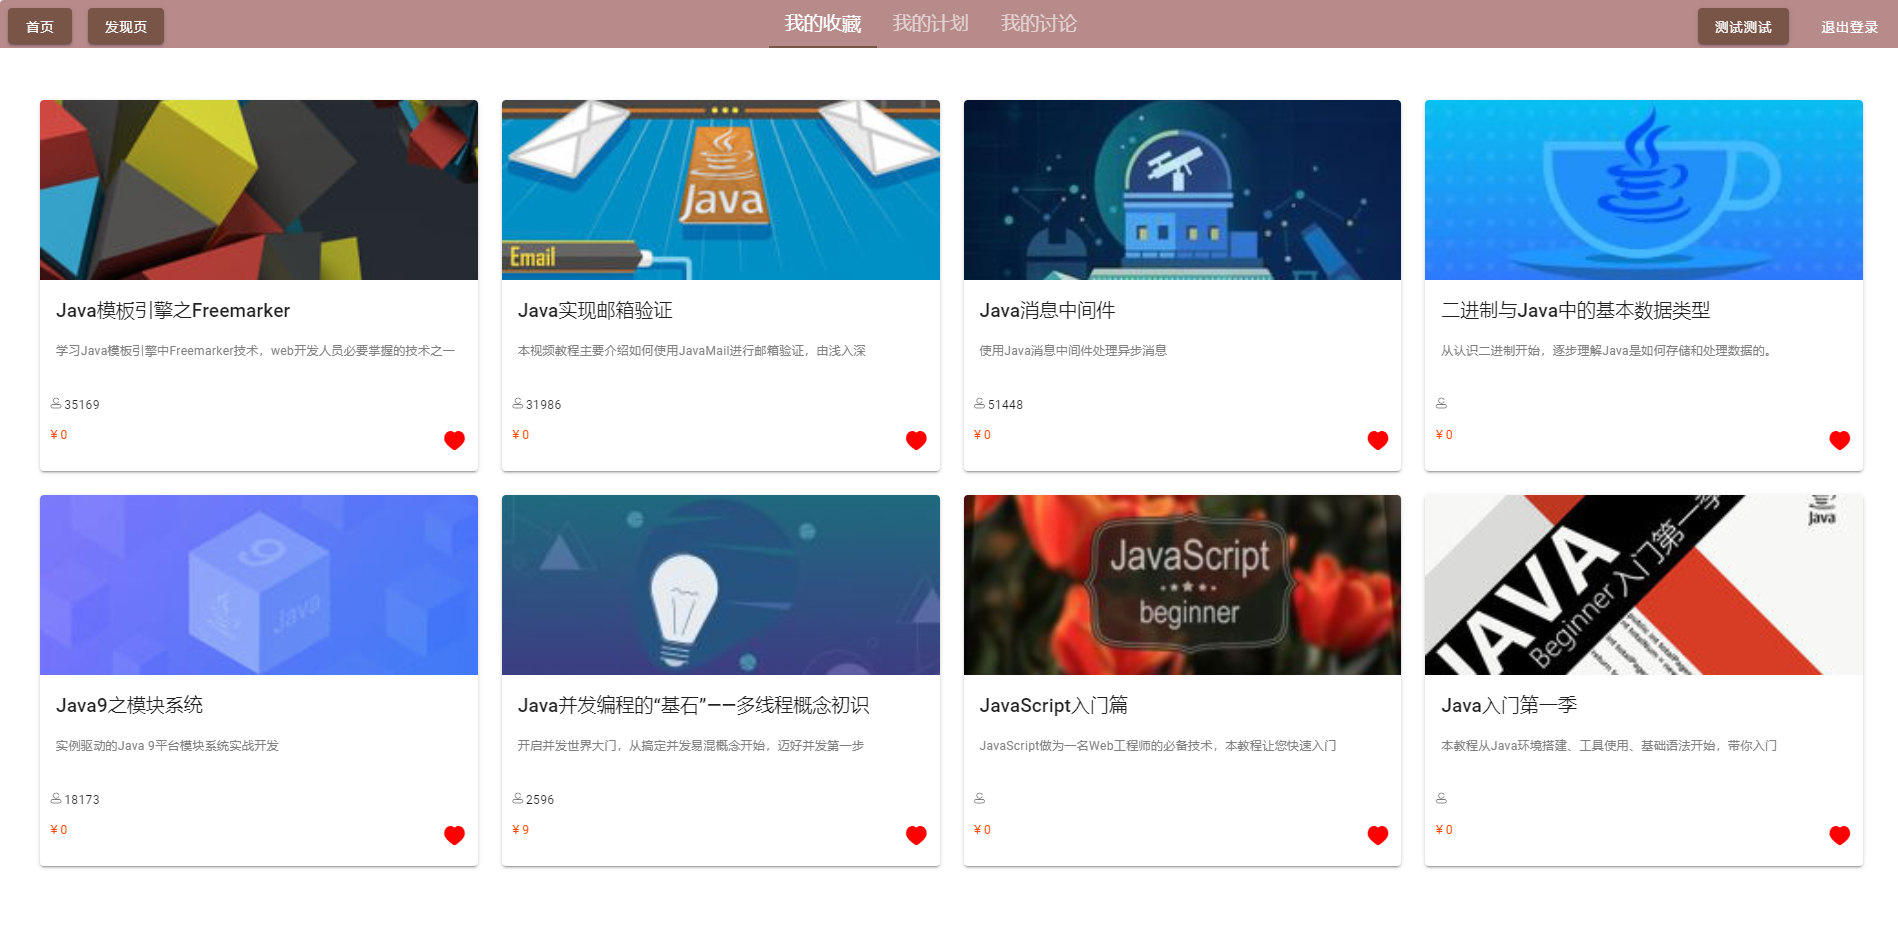 首页
发现页
我的收藏
我的计划
我的讨论
测试测试
退出登录
Java
Email
Java模板引擎之Freemarker
学习Java模板引擎中Freemarker技术，web开发人员必要掌握的技术之一
35169
¥ 0
Java实现邮箱验证
本视频教程主要介绍如何使用JavaMail进行邮箱验证，由浅入深
31986
¥ 0
Java消息中间件
使用Java消息中间件处理异步消息
51448
¥ 0
二进制与Java中的基本数据类型
从认识二进制开始，逐步理解Java是如何存储和处理数据的。
¥ 0
9
Java
JavaScript
beginner
JAVA
Beginner 入门第一季
Java
Java9之模块系统
实例驱动的Java 9平台模块系统实战开发
18173
¥ 0
Java并发编程的“基石”——多线程概念初识
开启并发世界大门，从搞定并发易混概念开始，迈好并发第一步
2596
¥ 9
JavaScript入门篇
JavaScript做为一名Web工程师的必备技术，本教程让您快速入门
¥ 0
Java入门第一季
本教程从Java环境搭建、工具使用、基础语法开始，带你入门
¥ 0